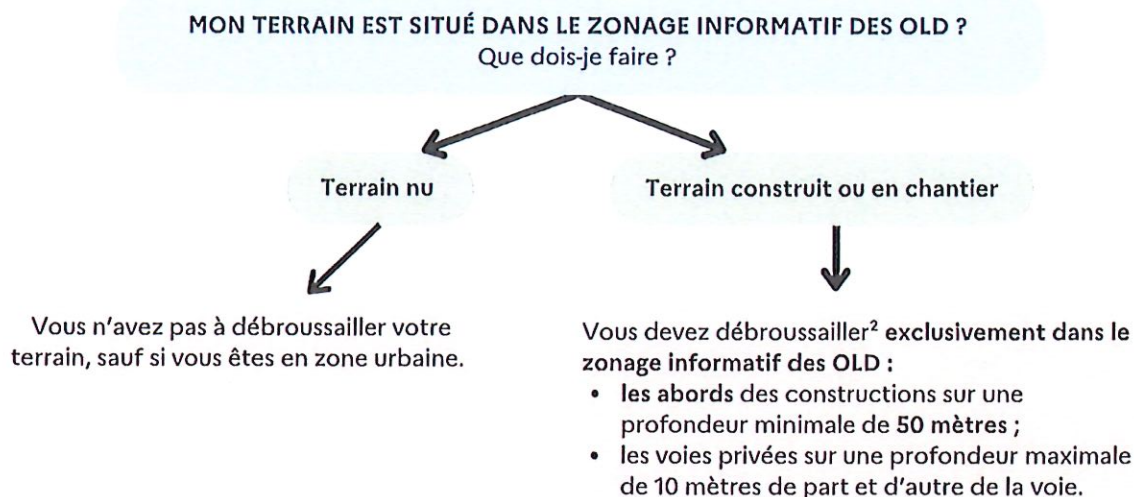 MON TERRAIN EST SITUÉ DANS LE ZONAGE INFORMATIF DES OLD ?
Que dois-je faire ?
Terrain nu
Terrain construit ou en chantier
Vous n'avez pas à débroussailler votre
terrain, sauf si vous êtes en zone urbaine.
Vous devez débroussailler² exclusivement dans le
zonage informatif des OLD :
• les abords des constructions sur une
profondeur minimale de 50 mètres ;
• les voies privées sur une profondeur maximale
de 10 mètres de part et d'autre de la voie.